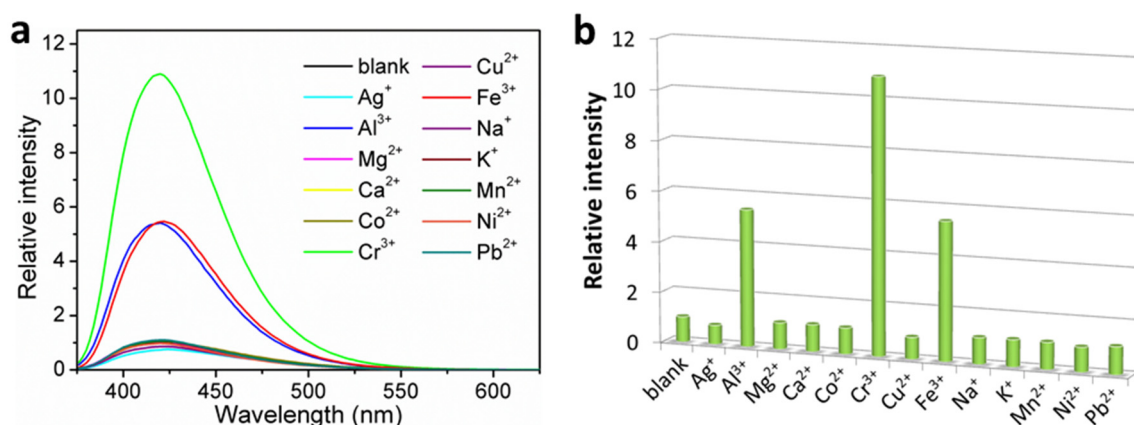 a
12
10
8
6
4
2
0
Relative intensity
400 450 500 550 600
Wavelength (nm)
blank
Ag⁺
Al³⁺
Mg²⁺
Ca²⁺
Co²⁺
Cr³⁺
Cu²⁺
Fe³⁺
Na⁺
K⁺
Mn²⁺
Ni²⁺
Pb²⁺
b
12
10
8
6
4
2
0
Relative intensity
blank Ag⁺ Al³⁺ Mg²⁺ Ca²⁺ Co²⁺ Cr³⁺ Cu²⁺ Fe³⁺ Na⁺ K⁺ Mn²⁺ Ni²⁺ Pb²⁺